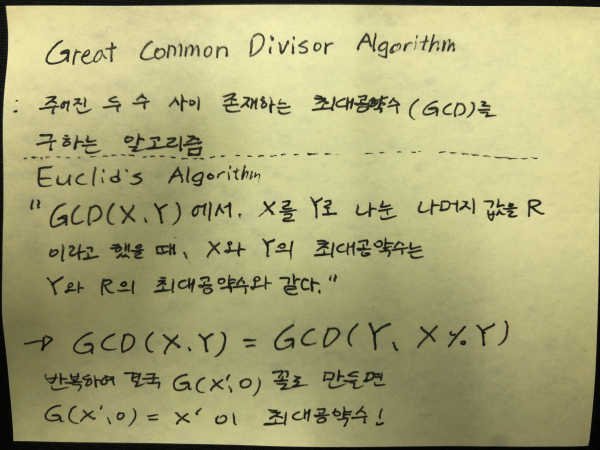 Great Common Divisor Algorithm
: 주어진 두 수 사이 존재하는 최대공약수 (GCD)를
구하는 알고리즘
Euclid's Algorithm
"GCD(X,Y)에서, X를 Y로 나눈 나머지 값을 R
이라고 했을 때, X와 Y의 최대공약수는
Y와 R의 최대공약수와 같다."
→ GCD(X,Y) = GCD(Y, X%Y)
반복하여 결국 G(X',0) 꼴로 만들면
G(X',0) = X' 이 최대공약수!